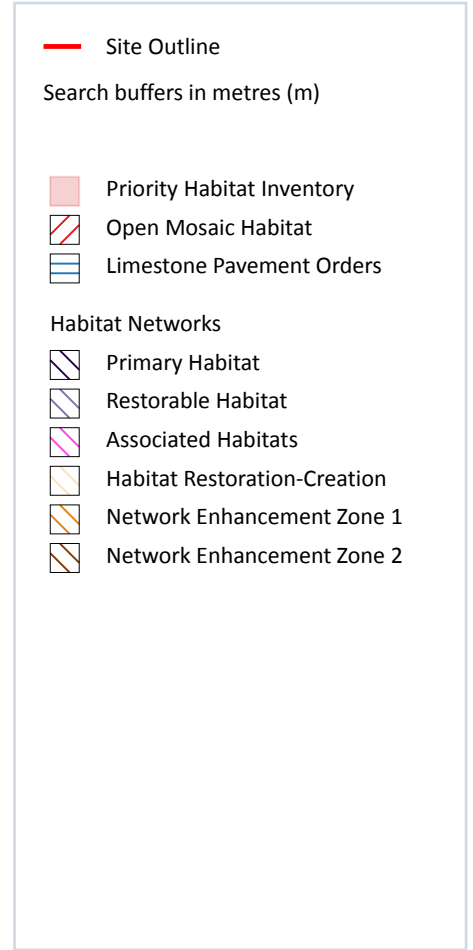 Site Outline
Search buffers in metres (m)
Priority Habitat Inventory
Open Mosaic Habitat
Limestone Pavement Orders
Habitat Networks
Primary Habitat
Restorable Habitat
Associated Habitats
Habitat Restoration-Creation
Network Enhancement Zone 1
Network Enhancement Zone 2